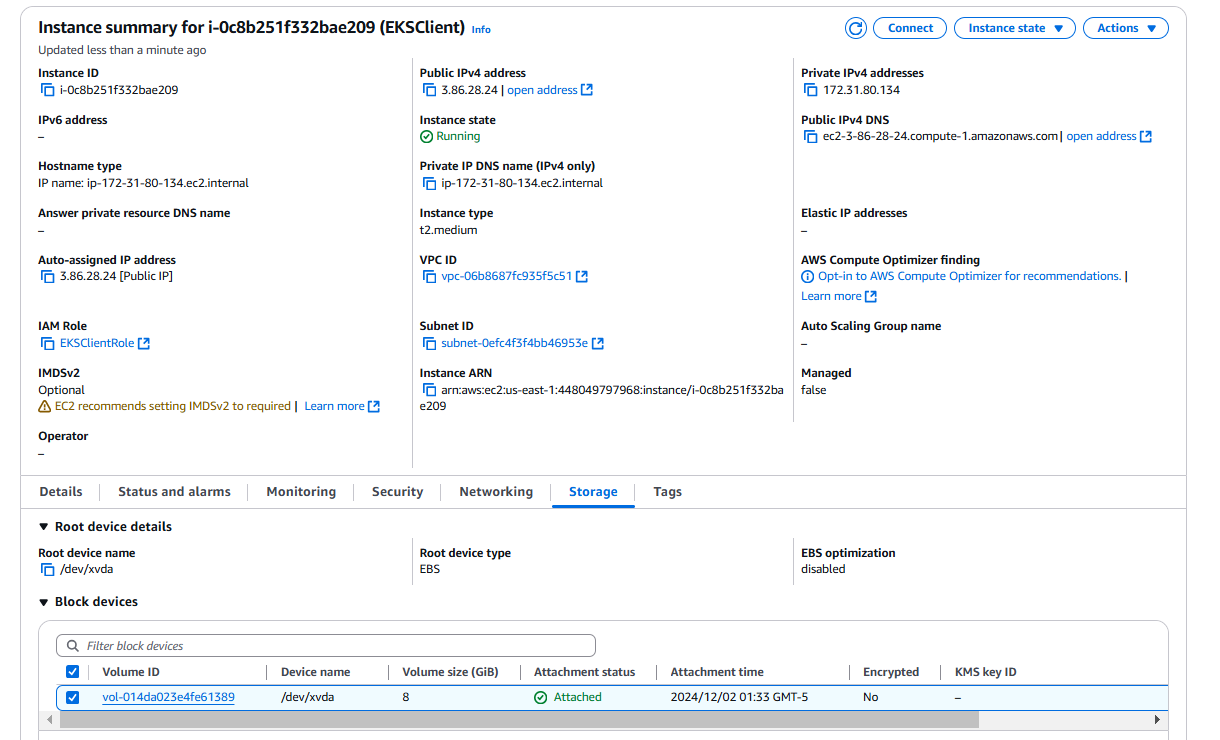 Instance summary for i-0c8b251f332bae209 (EKSClient) Info
Connect
Instance state
Actions
Updated less than a minute ago
Instance ID
i-0c8b251f332bae209
Public IPv4 address
3.86.28.24 | open address
Private IPv4 addresses
172.31.80.134
IPv6 address
–
Instance state
Running
Public IPv4 DNS
ec2-3-86-28-24.compute-1.amazonaws.com | open address
Hostname type
IP name: ip-172-31-80-134.ec2.internal
Private IP DNS name (IPv4 only)
ip-172-31-80-134.ec2.internal
Answer private resource DNS name
–
Instance type
t2.medium
Elastic IP addresses
–
Auto-assigned IP address
3.86.28.24 [Public IP]
VPC ID
vpc-06b8687fc935f5c51
AWS Compute Optimizer finding
Opt-in to AWS Compute Optimizer for recommendations. |
Learn more
IAM Role
EKSClientRole
Subnet ID
subnet-0efc4f3f4bb46953e
Auto Scaling Group name
–
IMDSv2
Optional
EC2 recommends setting IMDSv2 to required | Learn more
Instance ARN
arn:aws:ec2:us-east-1:448049797968:instance/i-0c8b251f332ba
e209
Managed
false
Operator
–
Details
Status and alarms
Monitoring
Security
Networking
Storage
Tags
Root device details
Root device name
/dev/xvda
Root device type
EBS
EBS optimization
disabled
Block devices
Filter block devices
Volume ID
Device name
Volume size (GiB)
Attachment status
Attachment time
Encrypted
KMS key ID
vol-014da023e4fe61389
/dev/xvda
8
Attached
2024/12/02 01:33 GMT-5
No
–